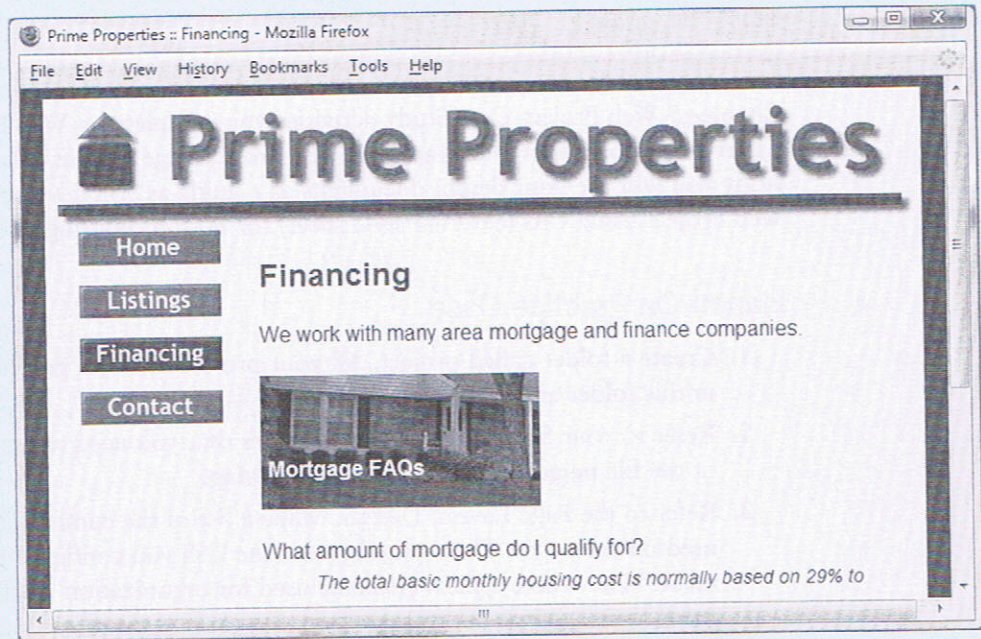 Prime Properties :: Financing - Mozilla Firefox
File Edit View History Bookmarks Tools Help
Prime Properties
Home
Listings
Financing
Contact
Financing
We work with many area mortgage and finance companies.
Mortgage FAQs
What amount of mortgage do I qualify for?
The total basic monthly housing cost is normally based on 29% to